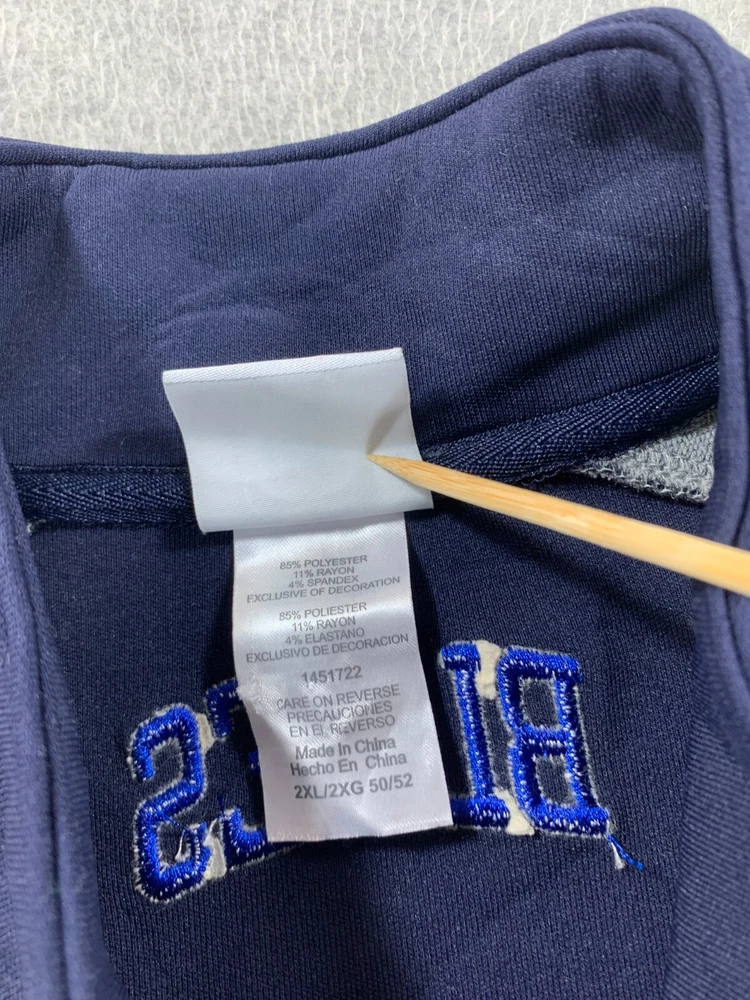 85% POLYESTER
11% RAYON
4% SPANDEX
EXCLUSIVE OF DECORATION
85% POLIESTER
11% RAYON
4% ELASTANO
EXCLUSIVO DE DECORACION
1451722
CARE ON REVERSE
PRECAUCIONES
EN EL REVERSO
Made In China
Hecho En China
2XL/2XG 50/52